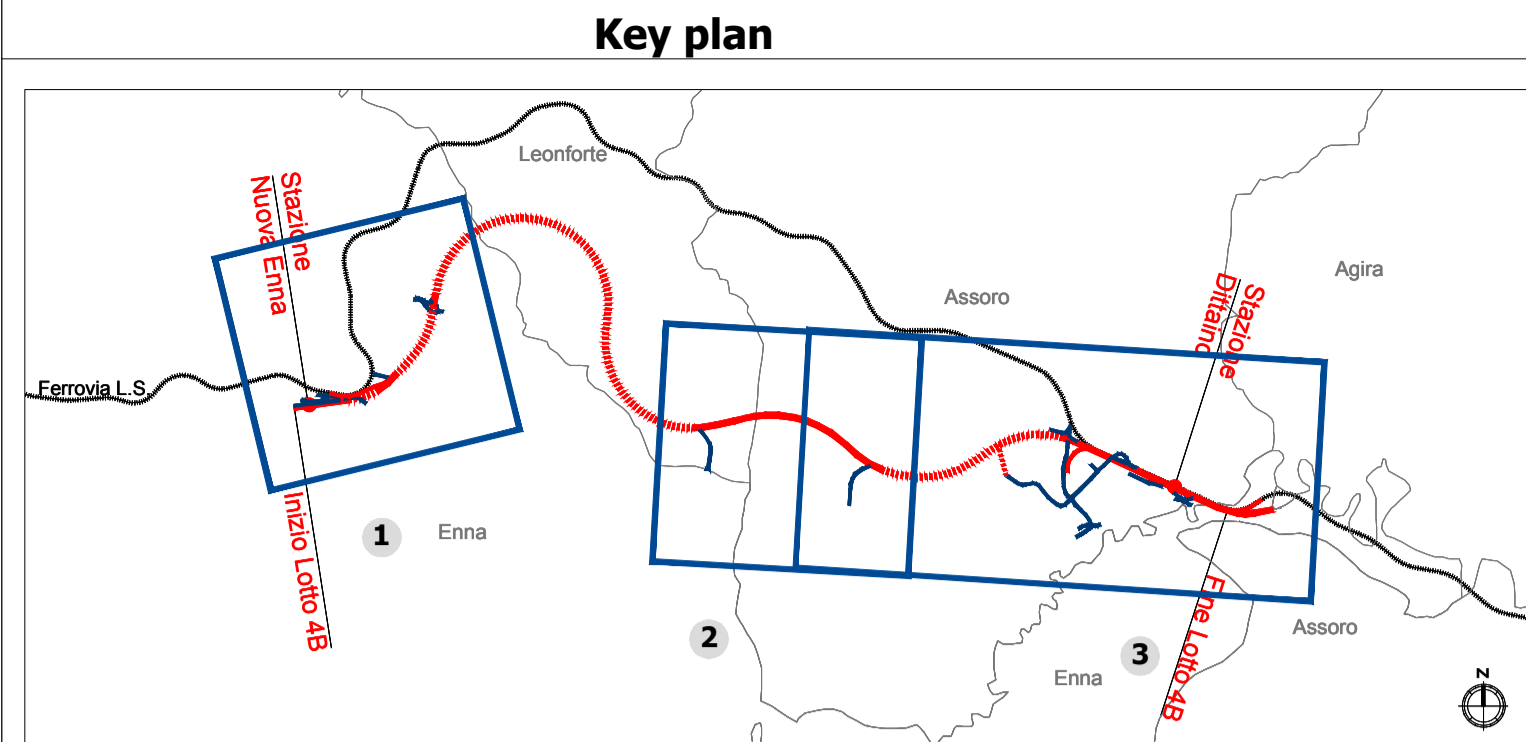 Key plan
Leonforte
Stazione
Nuova Enna
Agira
Assoro
Stazione
Dittaino
Ferrovia L.S.
Inizio Lotto 4B
1
Enna
2
3
Enna
Fine Lotto 4B
Assoro
N